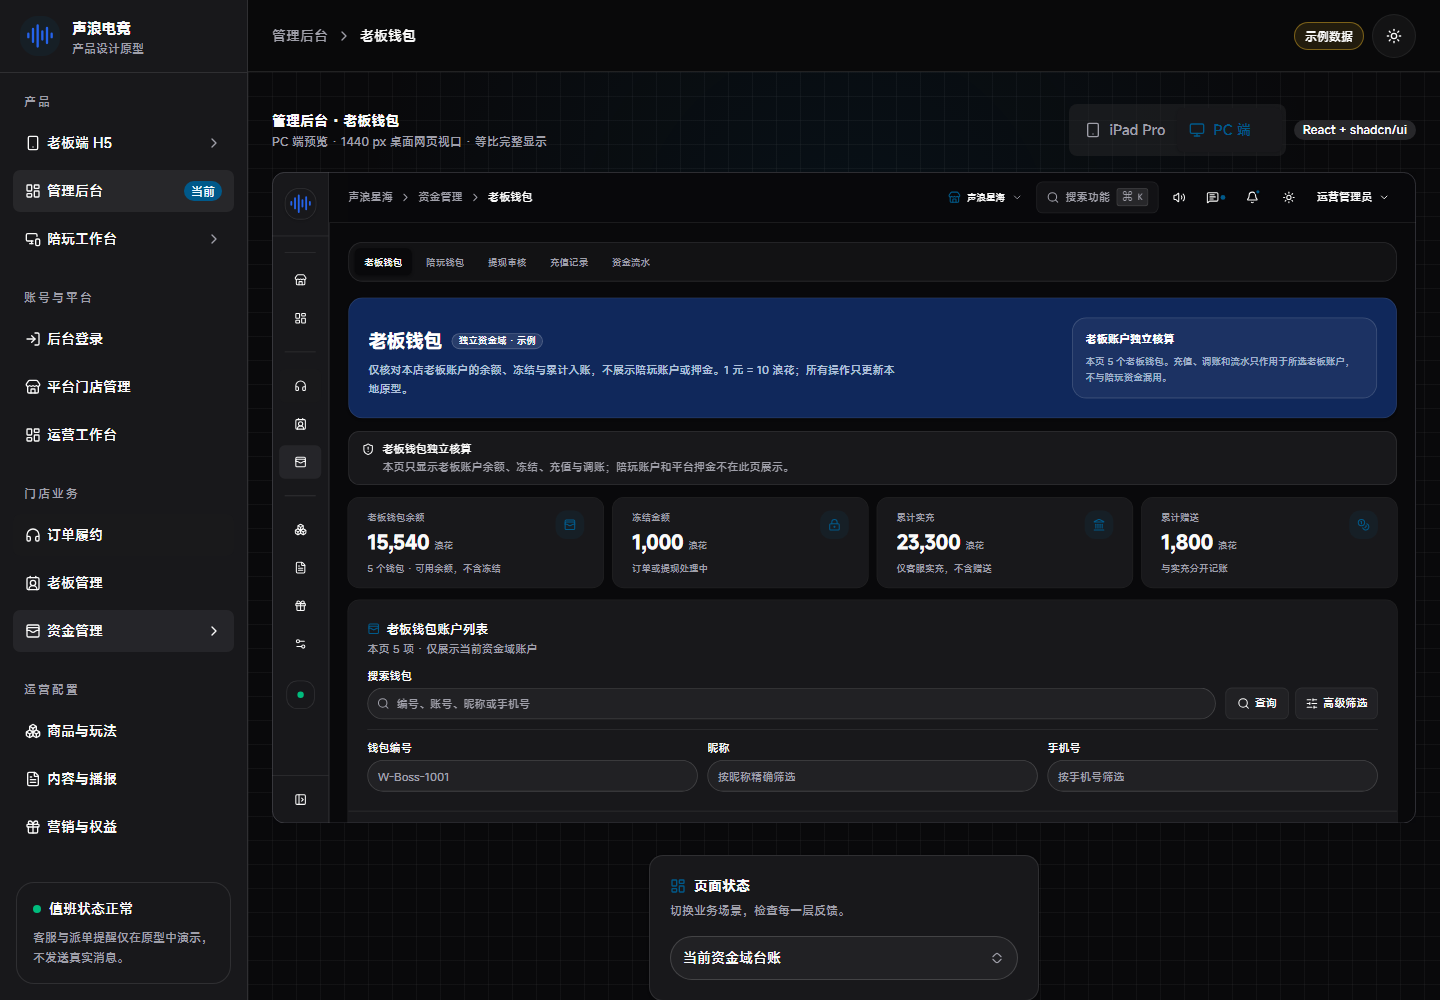 声浪电竞
产品设计原型
产品
老板端 H5
管理后台
当前
陪玩工作台
账号与平台
后台登录
平台门店管理
运营工作台
门店业务
订单履约
老板管理
资金管理
运营配置
商品与玩法
内容与播报
营销与权益
值班状态正常
客服与派单提醒仅在原型中演示，
不发送真实消息。
管理后台 > 老板钱包
示例数据
管理后台 · 老板钱包
PC 端预览 · 1440 px 桌面网页视口 · 等比完整显示
iPad Pro
PC 端
React + shadcn/ui
声浪星海 > 资金管理 > 老板钱包
声浪星海
搜索功能
⌘ K
运营管理员
老板钱包
陪玩钱包
提现审核
充值记录
资金流水
老板钱包
独立资金域 · 示例
仅核对本店老板账户的余额、冻结与累计入账，不展示陪玩账户或押金。1 元 = 10 浪花；所有操作只更新本
地原型。
老板账户独立核算
本页 5 个老板钱包。充值、调账和流水只作用于所选老板账户，
不与陪玩资金混用。
老板钱包独立核算
本页只显示老板账户余额、冻结、充值与调账；陪玩账户和平台押金不在此页展示。
老板钱包余额
15,540 浪花
5 个钱包 · 可用余额，不含冻结
冻结金额
1,000 浪花
订单或提现处理中
累计实充
23,300 浪花
仅客服实充，不含赠送
累计赠送
1,800 浪花
与实充分开记账
老板钱包账户列表
本页 5 项 · 仅展示当前资金域账户
搜索钱包
编号、账号、昵称或手机号
查询
高级筛选
钱包编号
昵称
手机号
W-Boss-1001
按昵称精确筛选
按手机号筛选
页面状态
切换业务场景，检查每一层反馈。
当前资金域台账